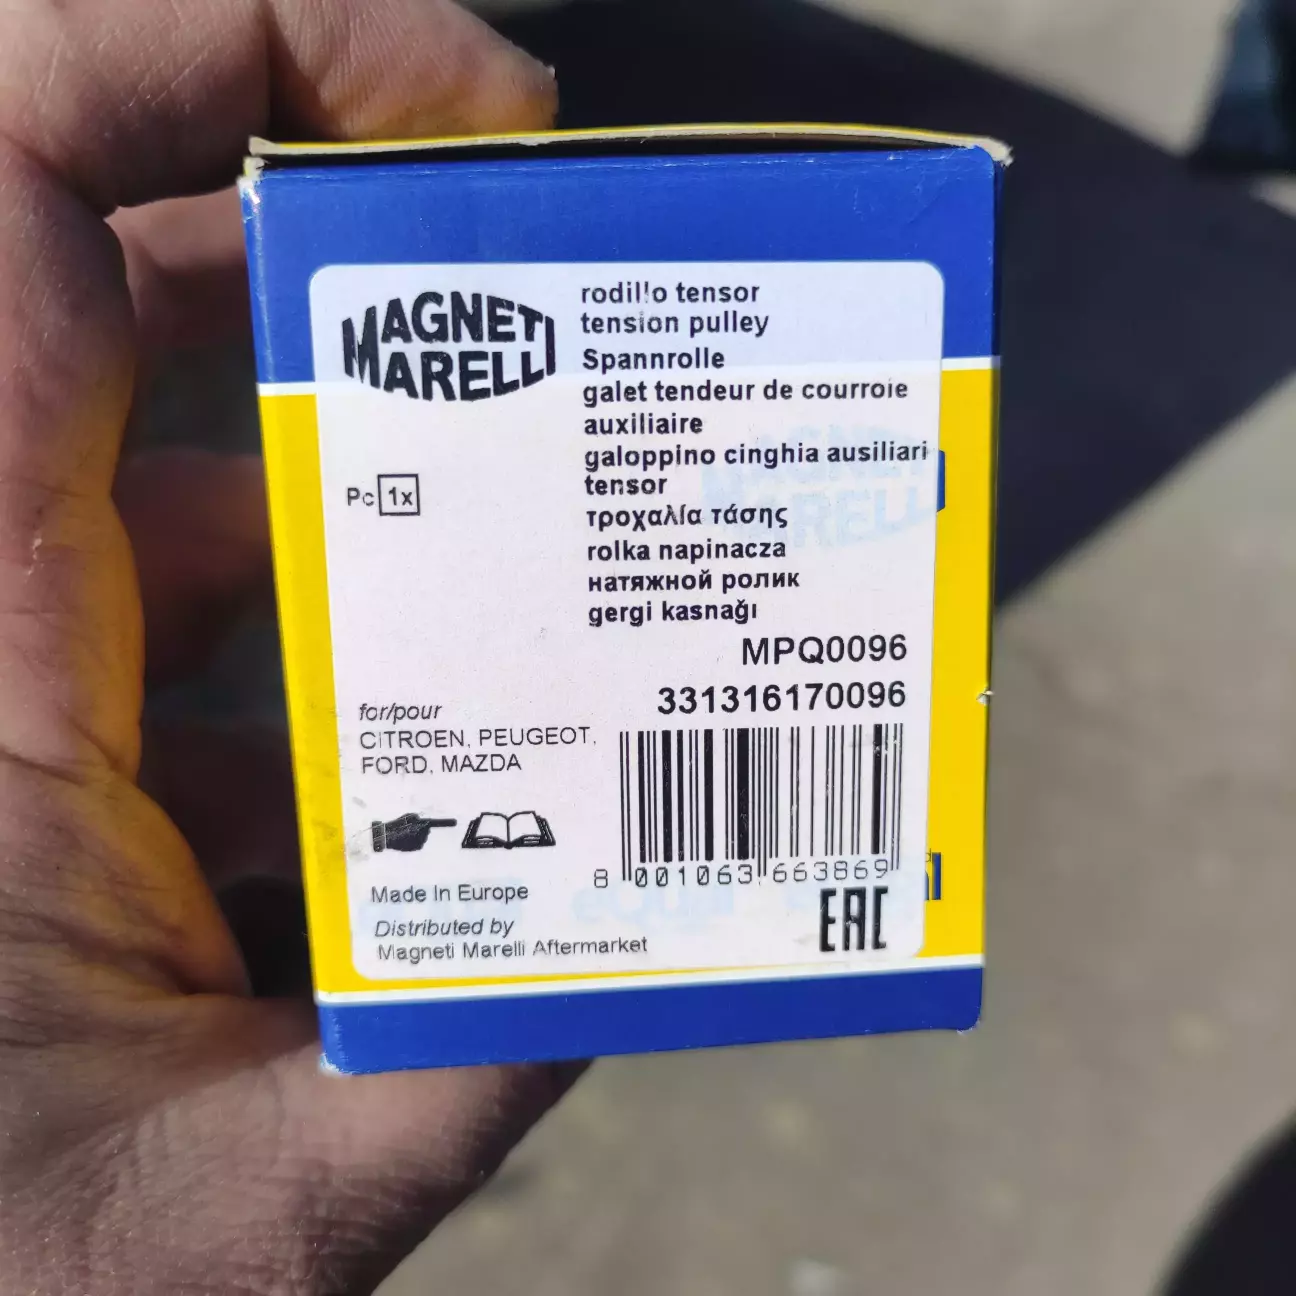 MAGNETI
MARELLI
rodillo tensor
tension pulley
Spannrolle
galet tendeur de courroie
auxiliaire
galoppino cinghia ausiliari
tensor
τροχαλία τάσης
rolka napinacza
натяжной ролик
gergi kasnağı
Pc 1x
MPQ0096
331316170096
for/pour
CITROEN, PEUGEOT,
FORD, MAZDA
8 001063 663869
Made In Europe
Distributed by
Magneti Marelli Aftermarket
EAC